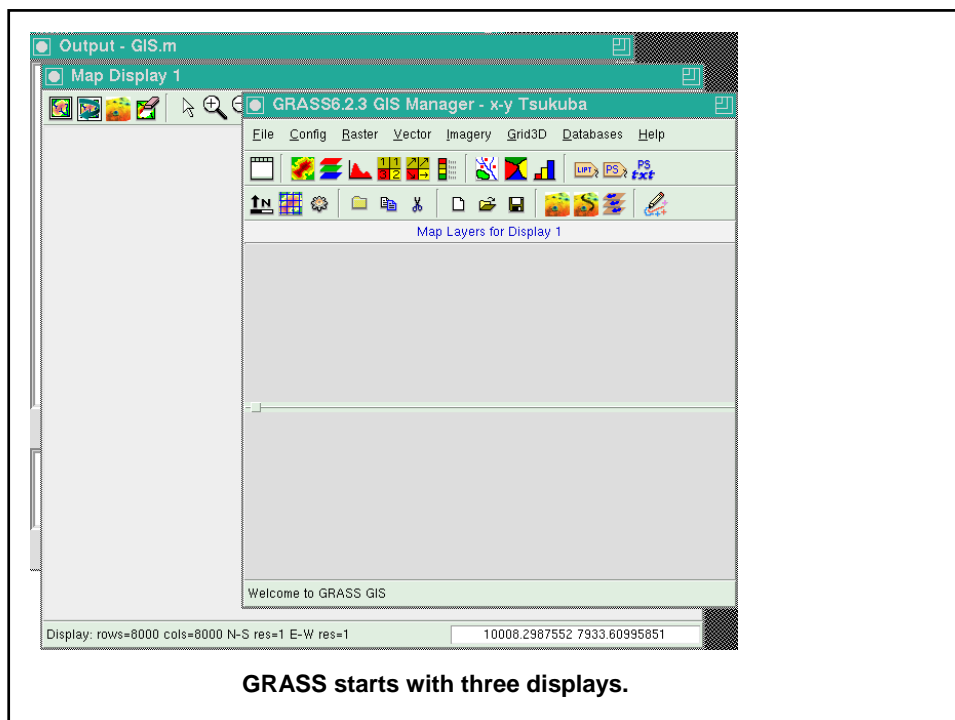 Output - GIS.m
Map Display 1
GRASS6.2.3 GIS Manager - x-y Tsukuba
File Config Raster Vector Imagery Grid3D Databases Help
PS
txt
PS
N
Map Layers for Display 1
Welcome to GRASS GIS
Display: rows=8000 cols=8000 N-S res=1 E-W res=1
10008.2987552 7933.60995851
GRASS starts with three displays.